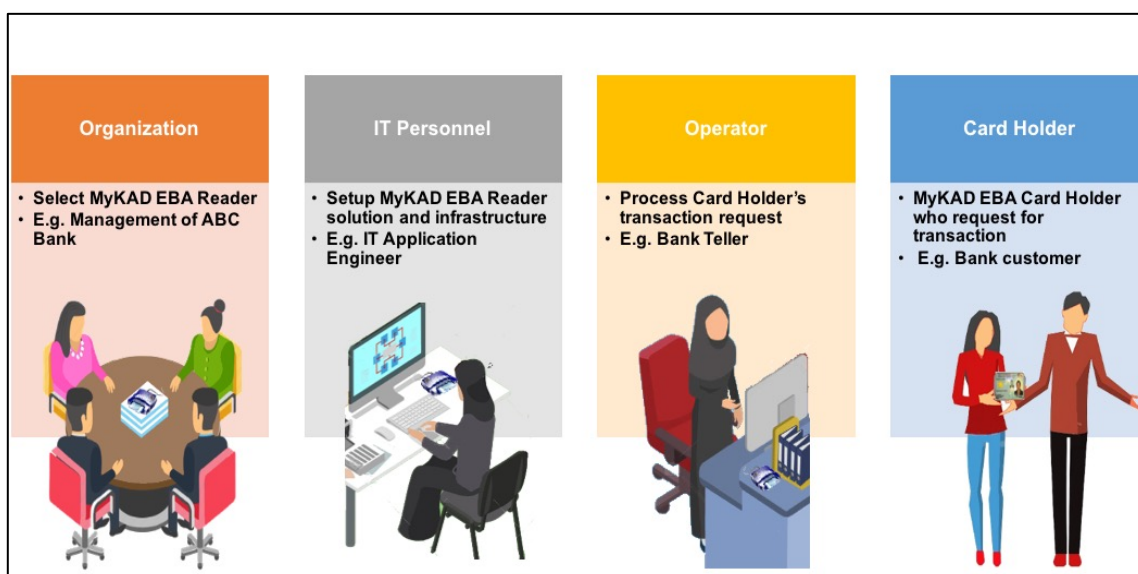 Organization
• Select MyKAD EBA Reader
• E.g. Management of ABC
Bank
IT Personnel
• Setup MyKAD EBA Reader
solution and infrastructure
• E.g. IT Application
Engineer
Operator
• Process Card Holder's
transaction request
• E.g. Bank Teller
Card Holder
• MyKAD EBA Card Holder
who request for
transaction
• E.g. Bank customer